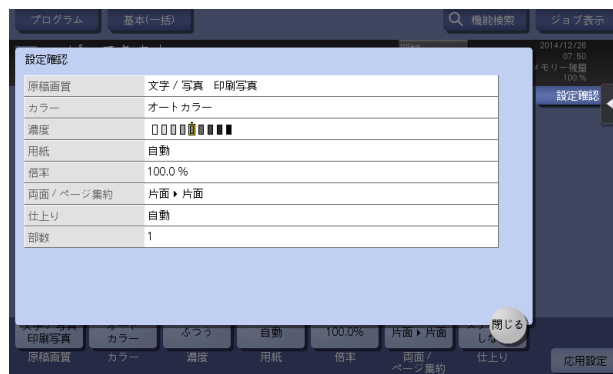 プログラム
基本(一括)
機能検索
ジョブ表示
2014/12/26
07:50
メモリー残量
100 %
設定確認
設定確認
原稿画質 文字 / 写真 印刷写真
カラー オートカラー
濃度
用紙 自動
倍率 100.0 %
両面 / ページ集約 片面 ▶ 片面
仕上り 自動
部数 1
閉じる
印刷写真
カラー
ふつう
自動
100.0%
片面 ▶ 片面
原稿画質
カラー
濃度
用紙
倍率
両面 /
ページ集約
仕上り
応用設定